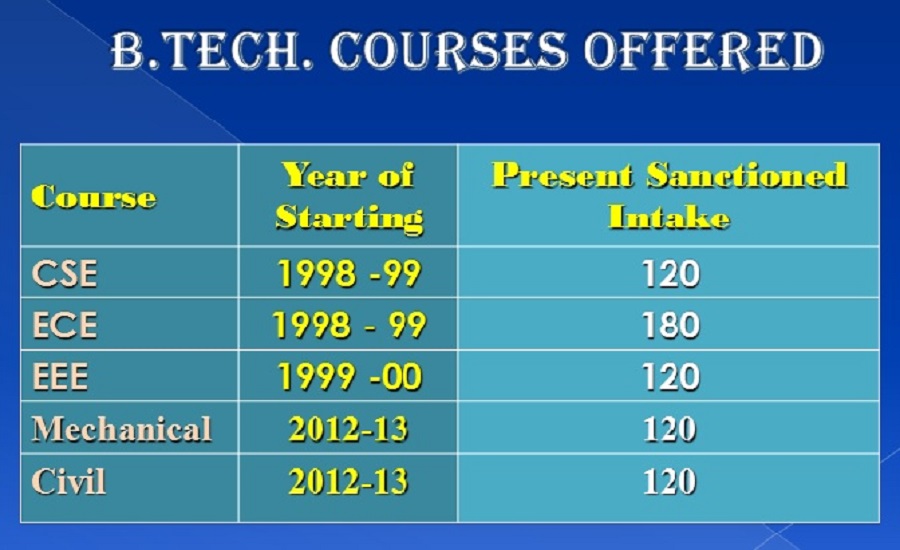 B.TECH. COURSES OFFERED
Course Year of Starting Present Sanctioned Intake
CSE 1998 -99 120
ECE 1998 - 99 180
EEE 1999 -00 120
Mechanical 2012-13 120
Civil 2012-13 120